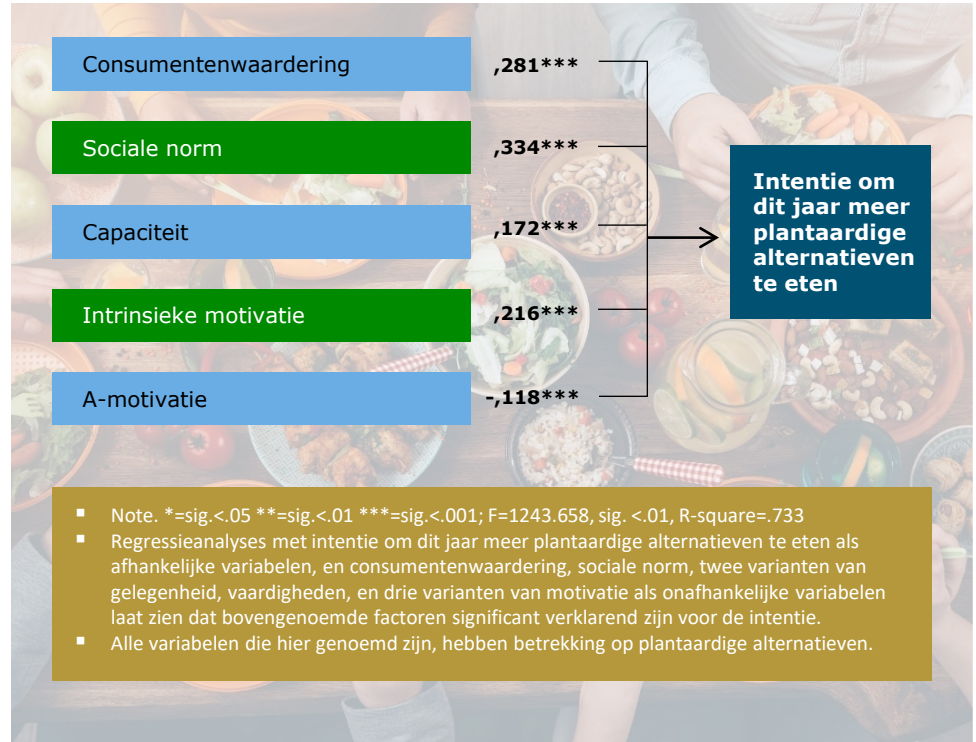 Consumentenwaardering ,281***
Sociale norm ,334***
Capaciteit ,172***
Intrinsieke motivatie ,216***
A-motivatie -,118***
Intentie om
dit jaar meer
plantaardige
alternatieven
te eten
▪ Note. *=sig.<.05 **=sig.<.01 ***=sig.<.001; F=1243.658, sig. <.01, R-square=.733
▪ Regressieanalyses met intentie om dit jaar meer plantaardige alternatieven te eten als
afhankelijke variabelen, en consumentenwaardering, sociale norm, twee varianten van
gelegenheid, vaardigheden, en drie varianten van motivatie als onafhankelijke variabelen
laat zien dat bovengenoemde factoren significant verklarend zijn voor de intentie.
▪ Alle variabelen die hier genoemd zijn, hebben betrekking op plantaardige alternatieven.